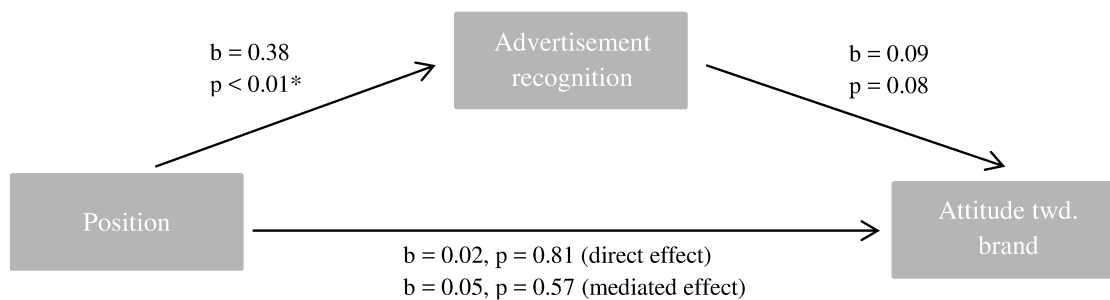 b = 0.38
p < 0.01*
Advertisement
recognition
b = 0.09
p = 0.08
Position
Attitude twd.
brand
b = 0.02, p = 0.81 (direct effect)
b = 0.05, p = 0.57 (mediated effect)